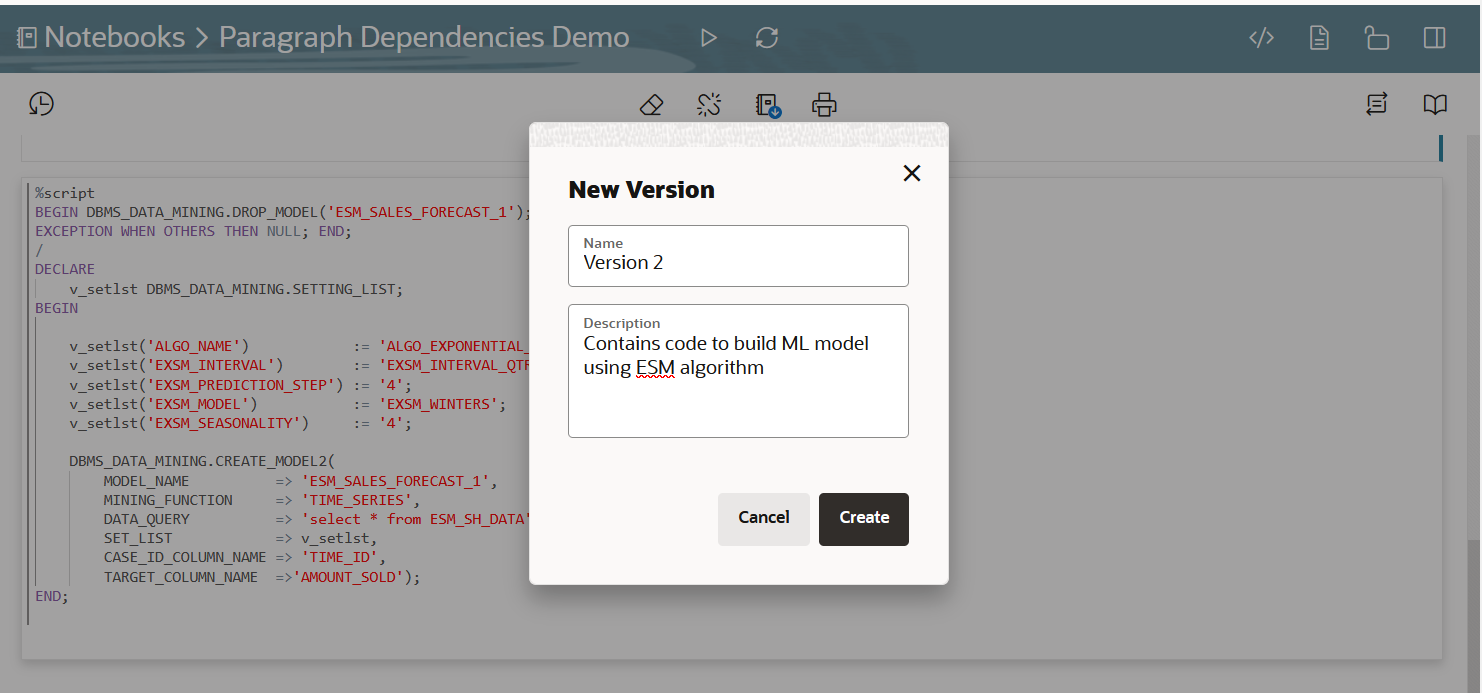 Notebooks > Paragraph Dependencies Demo
%script
BEGIN DBMS_DATA_MINING.DROP_MODEL('ESM_SALES_FORECAST_1');
EXCEPTION WHEN OTHERS THEN NULL; END;
/
DECLARE
v_setlst DBMS_DATA_MINING.SETTING_LIST;
BEGIN
v_setlst('ALGO_NAME') := 'ALGO_EXPONENTIAL_
v_setlst('EXSM_INTERVAL') := 'EXSM_INTERVAL_QTR
v_setlst('EXSM_PREDICTION_STEP') := '4';
v_setlst('EXSM_MODEL') := 'EXSM_WINTERS';
v_setlst('EXSM_SEASONALITY') := '4';
DBMS_DATA_MINING.CREATE_MODEL2(
MODEL_NAME => 'ESM_SALES_FORECAST_1',
MINING_FUNCTION => 'TIME_SERIES',
DATA_QUERY => 'select * from ESM_SH_DATA'
SET_LIST => v_setlst,
CASE_ID_COLUMN_NAME => 'TIME_ID',
TARGET_COLUMN_NAME =>'AMOUNT_SOLD');
END;
New Version
Name
Version 2
Description
Contains code to build ML model
using ESM algorithm
Cancel Create